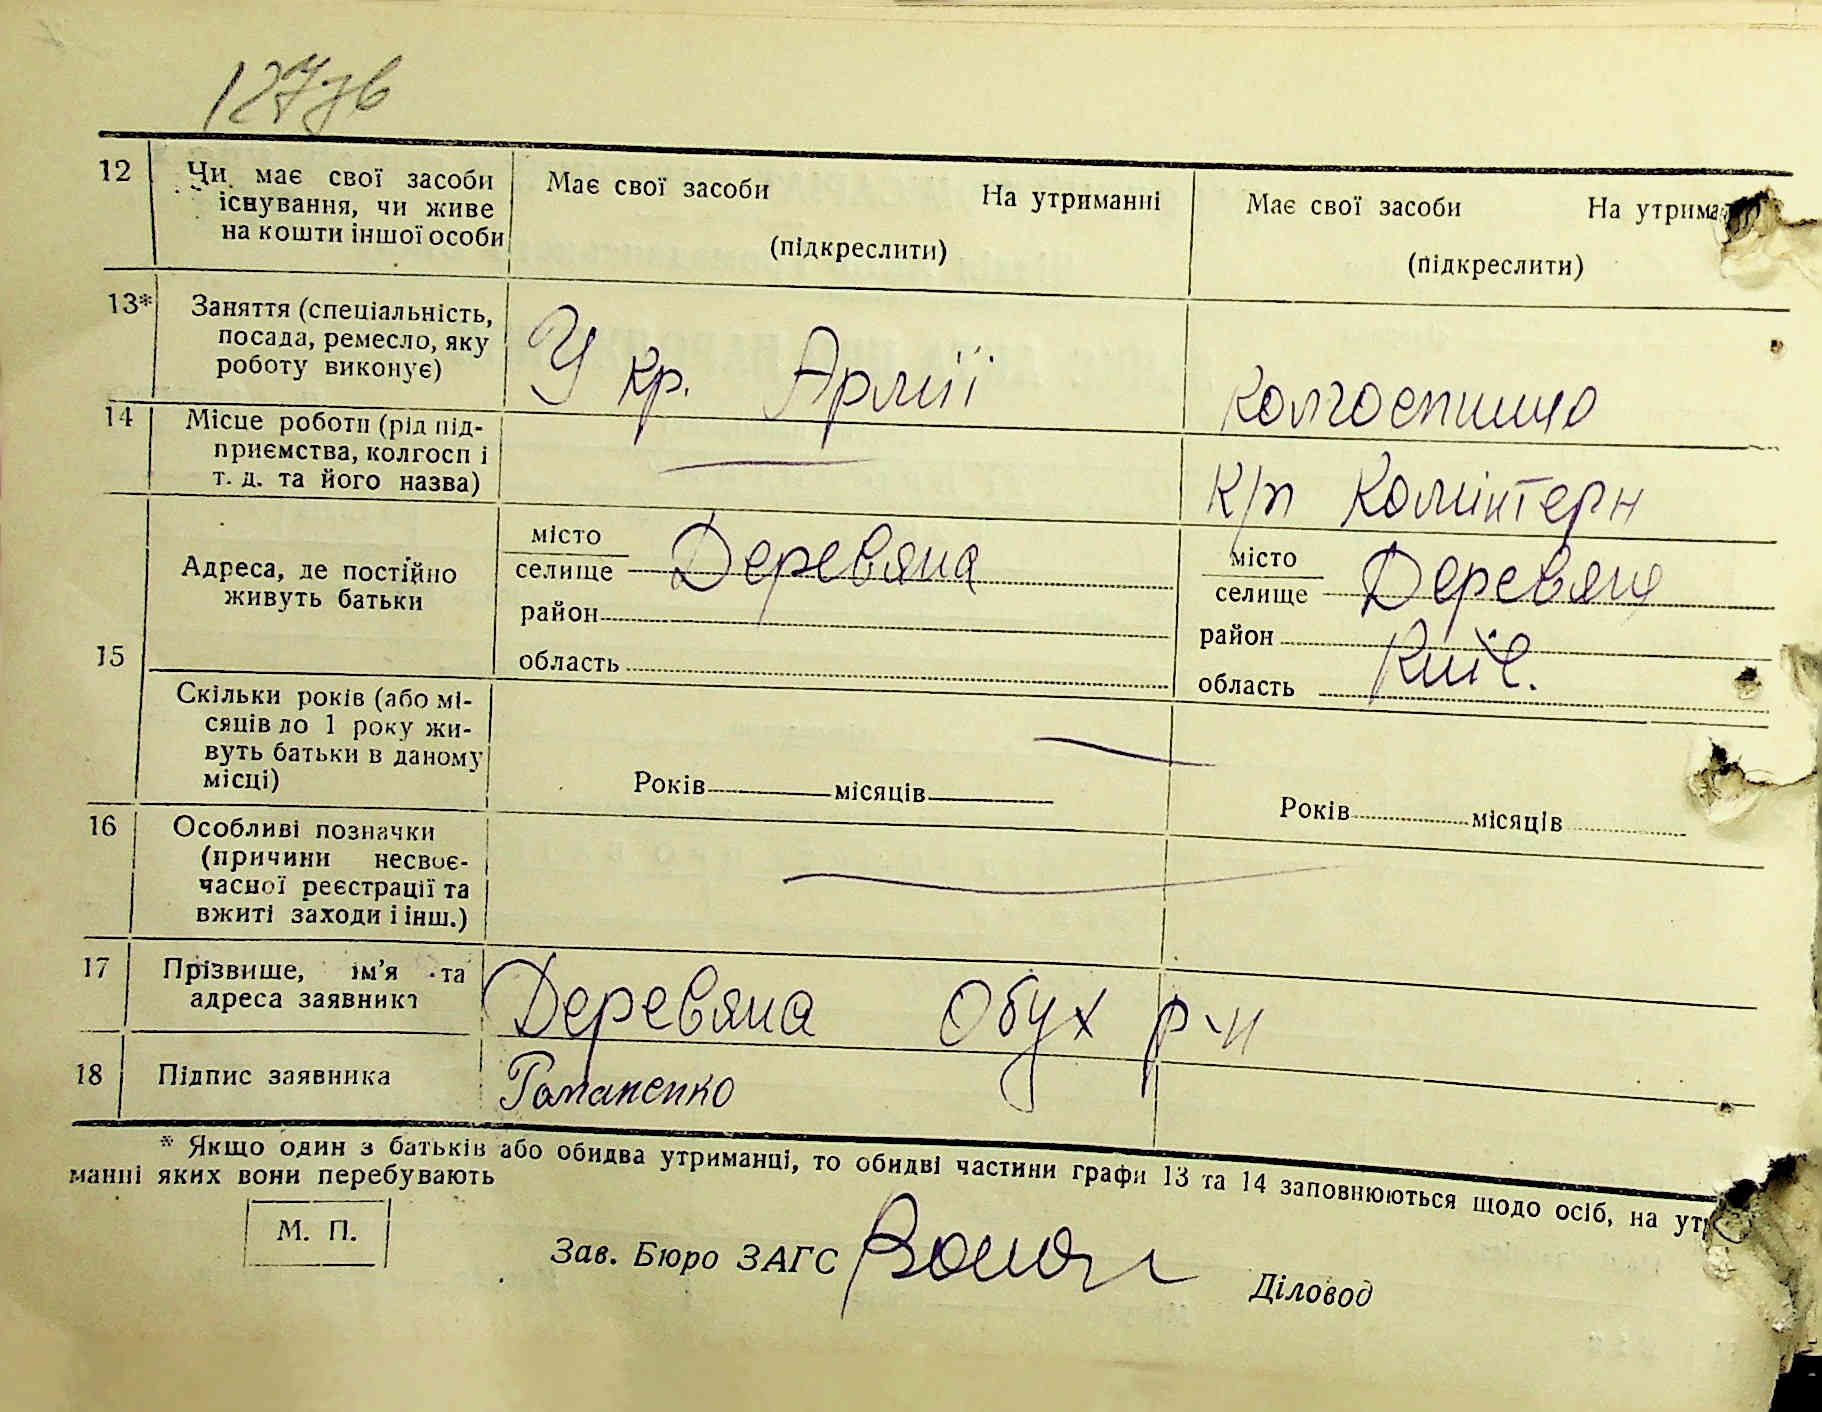 127зв
12 Чи має свої засоби існування, чи живе на кошти іншої особи
Має свої засоби На утриманні
(підкреслити)
Має свої засоби На утрима
(підкреслити)
13* Заняття (спеціальність, посада, ремесло, яку роботу виконує)
У кр. Армії
колгоспниця
14 Місце роботи (рід підприємства, колгосп і т. д. та його назва)
К/п Комінтерн
15 Адреса, де постійно живуть батьки
місто
селище Деревяна
район
область
місто
селище Деревяна
район
область Київ.
Скільки років (або місяців до 1 року живуть батьки в даному місці)
Років місяців
Років місяців
16 Особливі позначки (причини несвоєчасної реєстрації та вжиті заходи і інш.)
17 Прізвище, ім'я та адреса заявника
Деревяна Обух р-н
18 Підпис заявника
Романенко
* Якщо один з батьків або обидва утриманці, то обидві частини графи 13 та 14 заповнюються щодо осіб, на утр
манні яких вони перебувають
М. П.
Зав. Бюро ЗАГС
Діловод